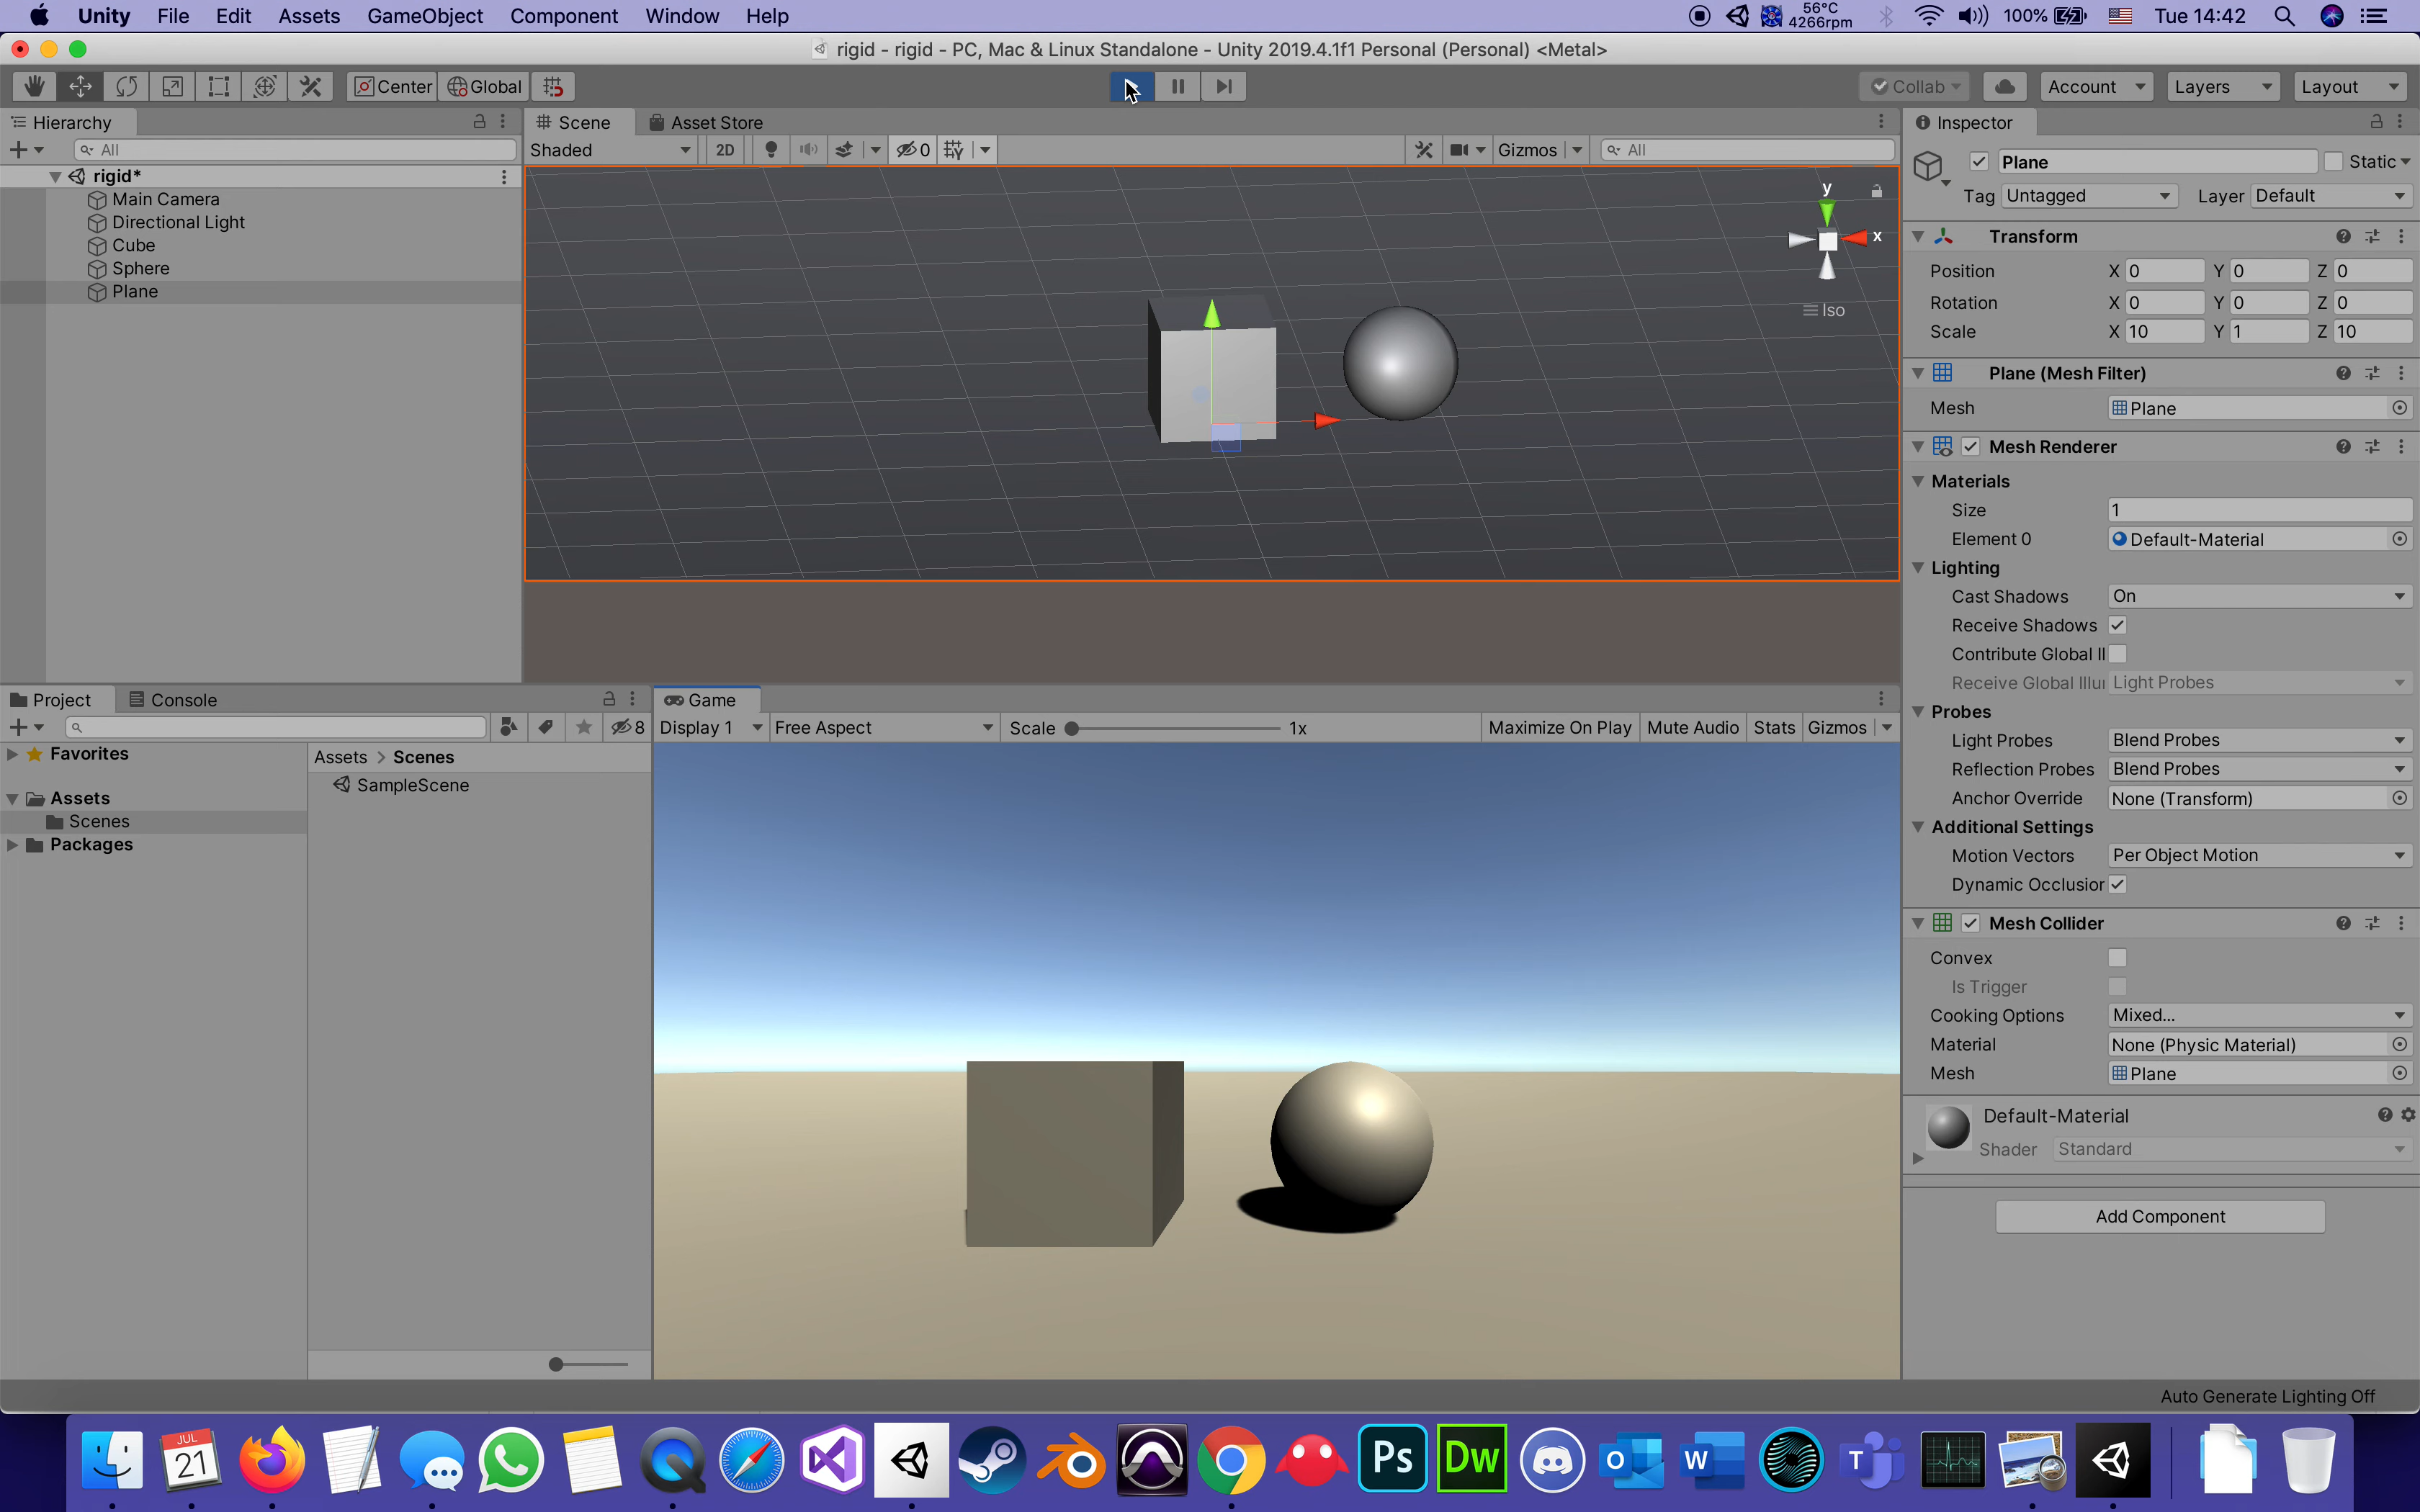 Unity File Edit Assets GameObject Component Window Help
56°C
4266rpm
100%
Tue 14:42
rigid - rigid - PC, Mac & Linux Standalone - Unity 2019.4.1f1 Personal (Personal) <Metal>
Center Global
Collab Account Layers Layout
Hierarchy
All
rigid*
Main Camera
Directional Light
Cube
Sphere
Plane
Scene Asset Store
Shaded 2D 0 Gizmos All
y
x
Iso
Inspector
Plane Static
Tag Untagged Layer Default
Transform
Position X 0 Y 0 Z 0
Rotation X 0 Y 0 Z 0
Scale X 10 Y 1 Z 10
Plane (Mesh Filter)
Mesh Plane
Mesh Renderer
Materials
Size 1
Element 0 Default-Material
Lighting
Cast Shadows On
Receive Shadows
Contribute Global Il
Receive Global Illu Light Probes
Probes
Light Probes Blend Probes
Reflection Probes Blend Probes
Anchor Override None (Transform)
Additional Settings
Motion Vectors Per Object Motion
Dynamic Occlusion
Mesh Collider
Convex
Is Trigger
Cooking Options Mixed...
Material None (Physic Material)
Mesh Plane
Default-Material
Shader Standard
Add Component
Project Console
8
Favorites
Assets
Scenes
Packages
Assets > Scenes
SampleScene
Game
Display 1 Free Aspect Scale 1x Maximize On Play Mute Audio Stats Gizmos
Auto Generate Lighting Off
JUL
21
Ps
Dw
O
W
T